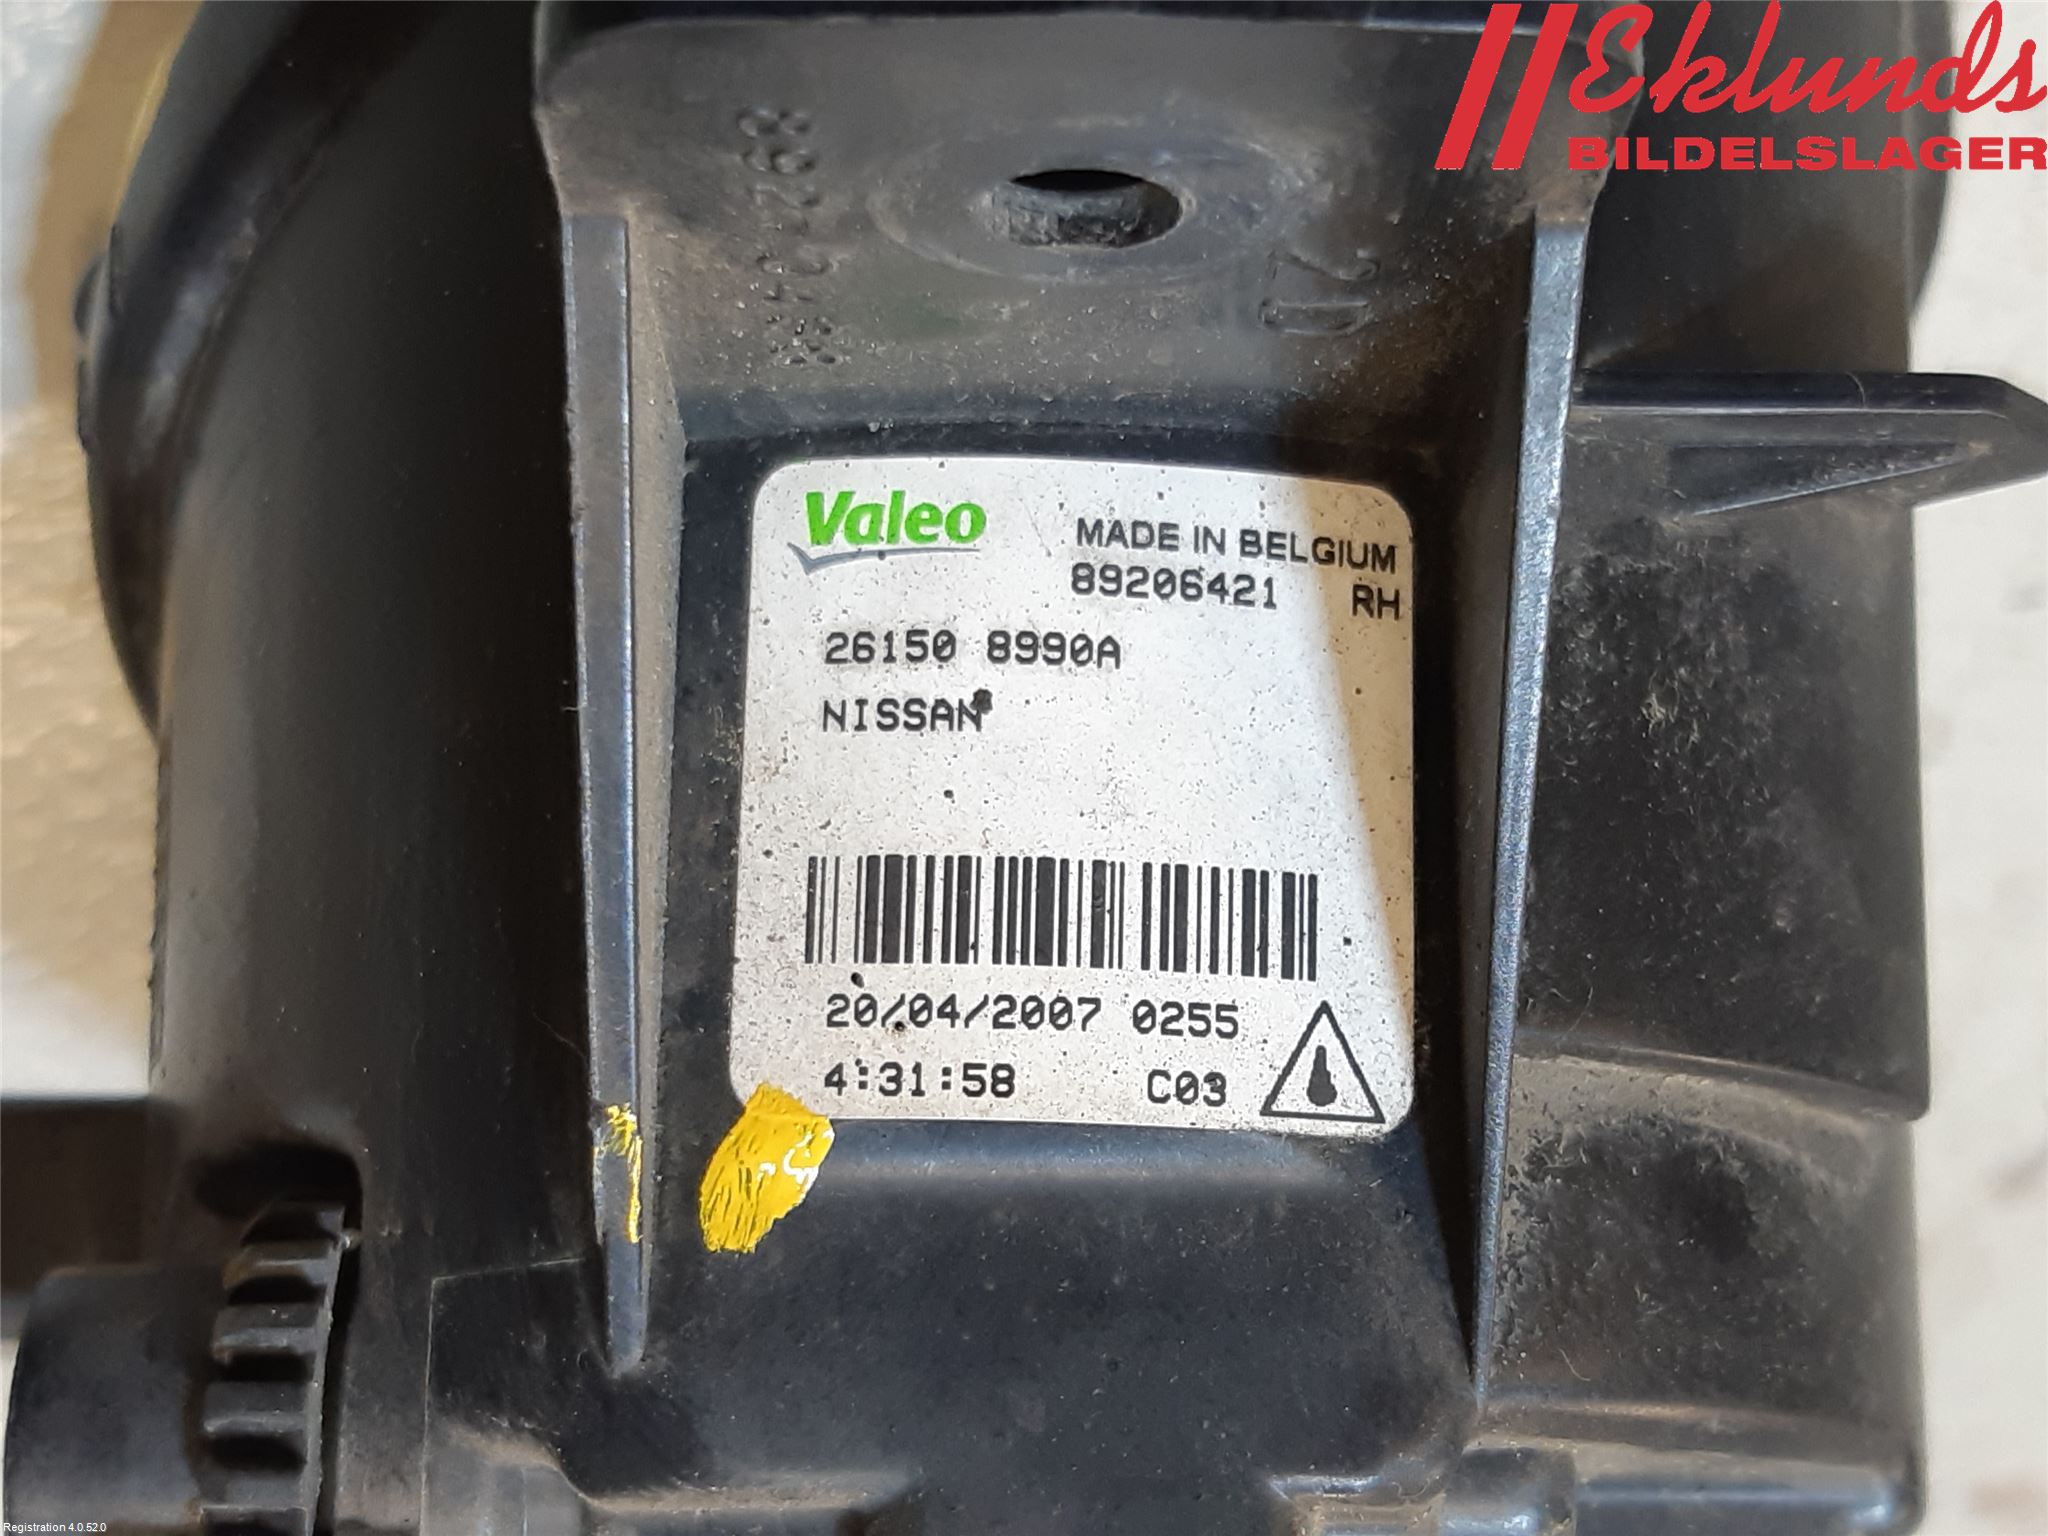 Eklunds
BILDELSLAGER
Valeo
MADE IN BELGIUM
89206421 RH
26150 8990A
NISSAN
20/04/2007 0255
4:31:58 C03
Registration 4.0.52.0